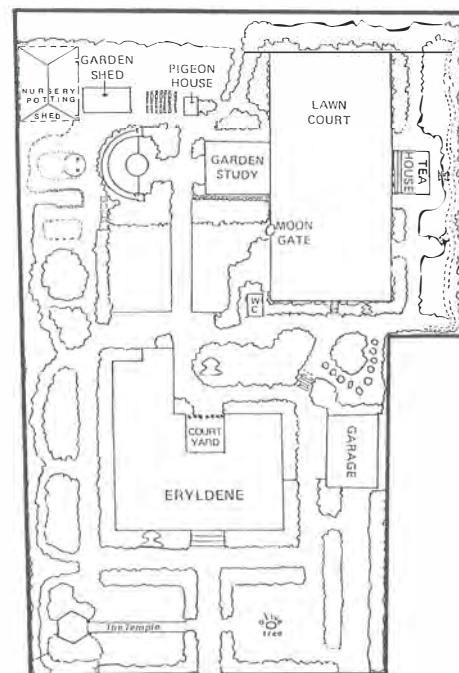 GARDEN
SHED
PIGEON
HOUSE
NURSERY
POTTING
SHED
LAWN
COURT
GARDEN
STUDY
TEA
HOUSE
MOON
GATE
W
C
COURT
YARD
GARAGE
ERYLDENE
The Temple
tree